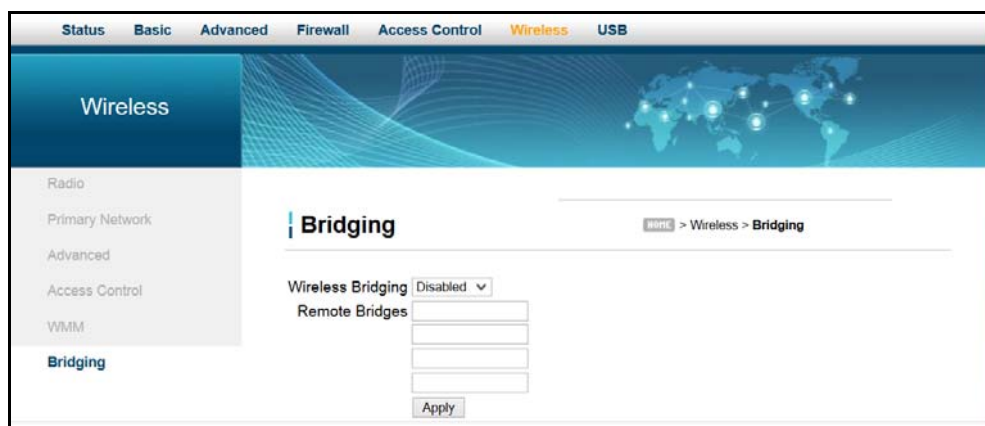 Status Basic Advanced Firewall Access Control Wireless USB
Wireless
Radio
Primary Network
Advanced
Access Control
WMM
Bridging
Bridging
HOME > Wireless > Bridging
Wireless Bridging Disabled
Remote Bridges
Apply